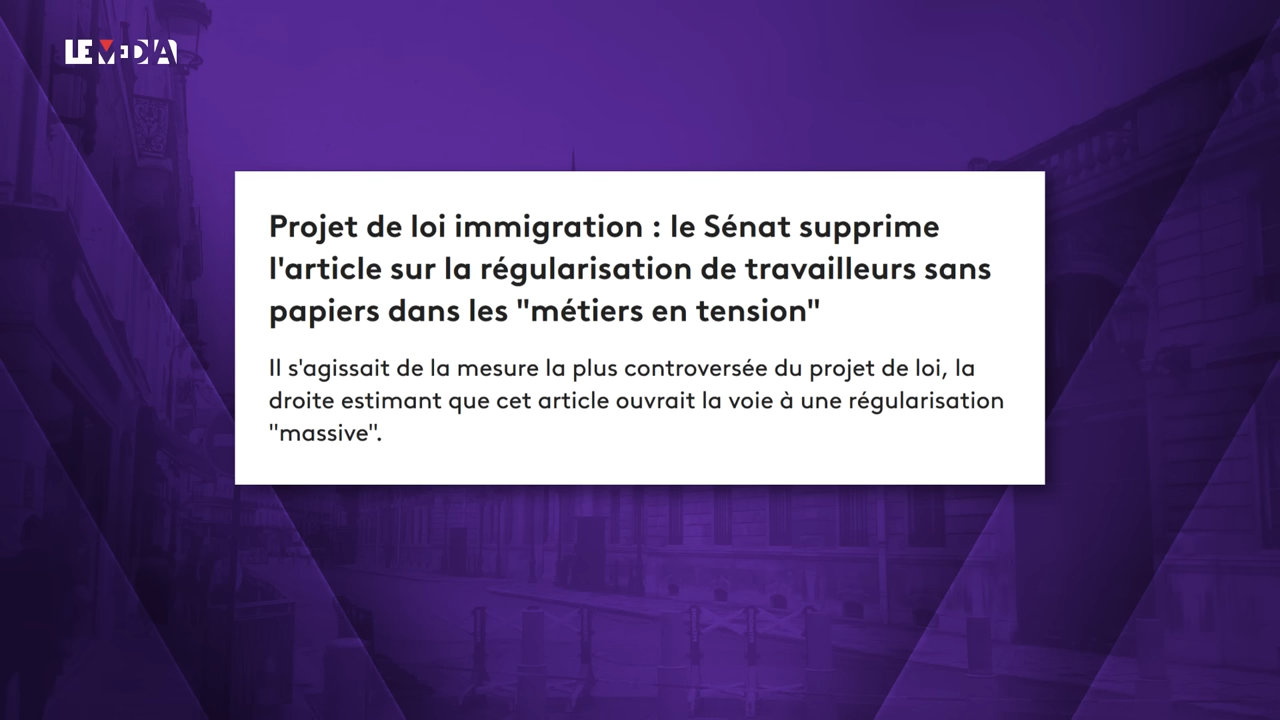 LE MEDIA
Projet de loi immigration : le Sénat supprime
l'article sur la régularisation de travailleurs sans
papiers dans les "métiers en tension"
Il s'agissait de la mesure la plus controversée du projet de loi, la
droite estimant que cet article ouvrait la voie à une régularisation
"massive".